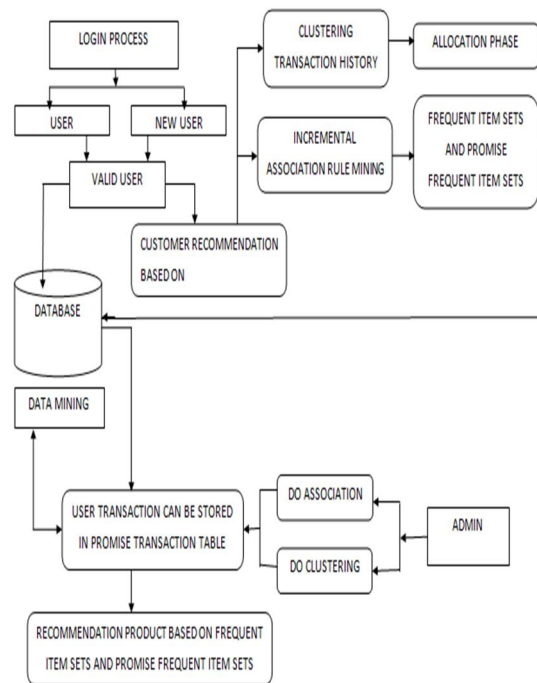 LOGIN PROCESS
USER
NEW USER
VALID USER
CLUSTERING
TRANSACTION HISTORY
ALLOCATION PHASE
INCREMENTAL
ASSOCIATION RULE MINING
FREQUENT ITEM SETS
AND PROMISE
FREQUENT ITEM SETS
CUSTOMER RECOMMENDATION
BASED ON
DATABASE
DATA MINING
USER TRANSACTION CAN BE STORED
IN PROMISE TRANSACTION TABLE
DO ASSOCIATION
DO CLUSTERING
ADMIN
RECOMMENDATION PRODUCT BASED ON FREQUENT
ITEM SETS AND PROMISE FREQUENT ITEM SETS